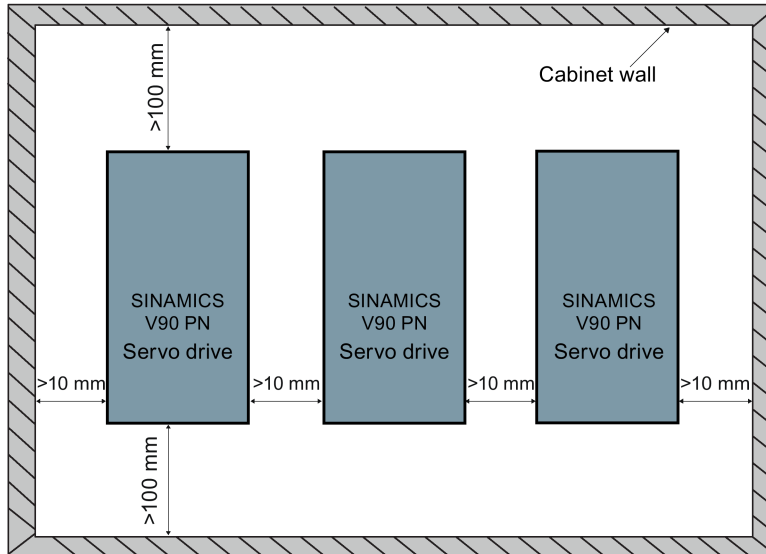 >100 mm
Cabinet wall
SINAMICS
V90 PN
Servo drive
SINAMICS
V90 PN
Servo drive
SINAMICS
V90 PN
Servo drive
>10 mm
>10 mm
>10 mm
>10 mm
>100 mm